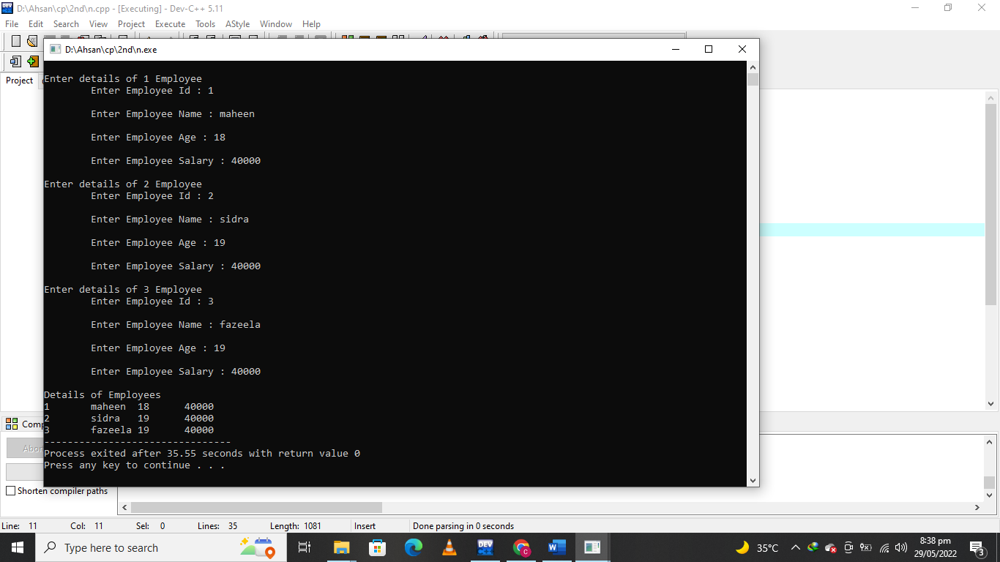 D:\Ahsan\cp\2nd\n.cpp - [Executing] - Dev-C++ 5.11
File Edit Search View Project Execute Tools AStyle Window Help
D:\Ahsan\cp\2nd\n.exe
Project
Enter details of 1 Employee
Enter Employee Id : 1
Enter Employee Name : maheen
Enter Employee Age : 18
Enter Employee Salary : 40000
Enter details of 2 Employee
Enter Employee Id : 2
Enter Employee Name : sidra
Enter Employee Age : 19
Enter Employee Salary : 40000
Enter details of 3 Employee
Enter Employee Id : 3
Enter Employee Name : fazeela
Enter Employee Age : 19
Enter Employee Salary : 40000
Details of Employees
1 maheen 18 40000
2 sidra 19 40000
3 fazeela 19 40000
--------------------------------
Process exited after 35.55 seconds with return value 0
Press any key to continue . . .
Comp
Abor
Shorten compiler paths
Line: 11 Col: 11 Sel: 0 Lines: 35 Length: 1081 Insert Done parsing in 0 seconds
Type here to search
DEV
C
W
35°C
8:38 pm
29/05/2022
3